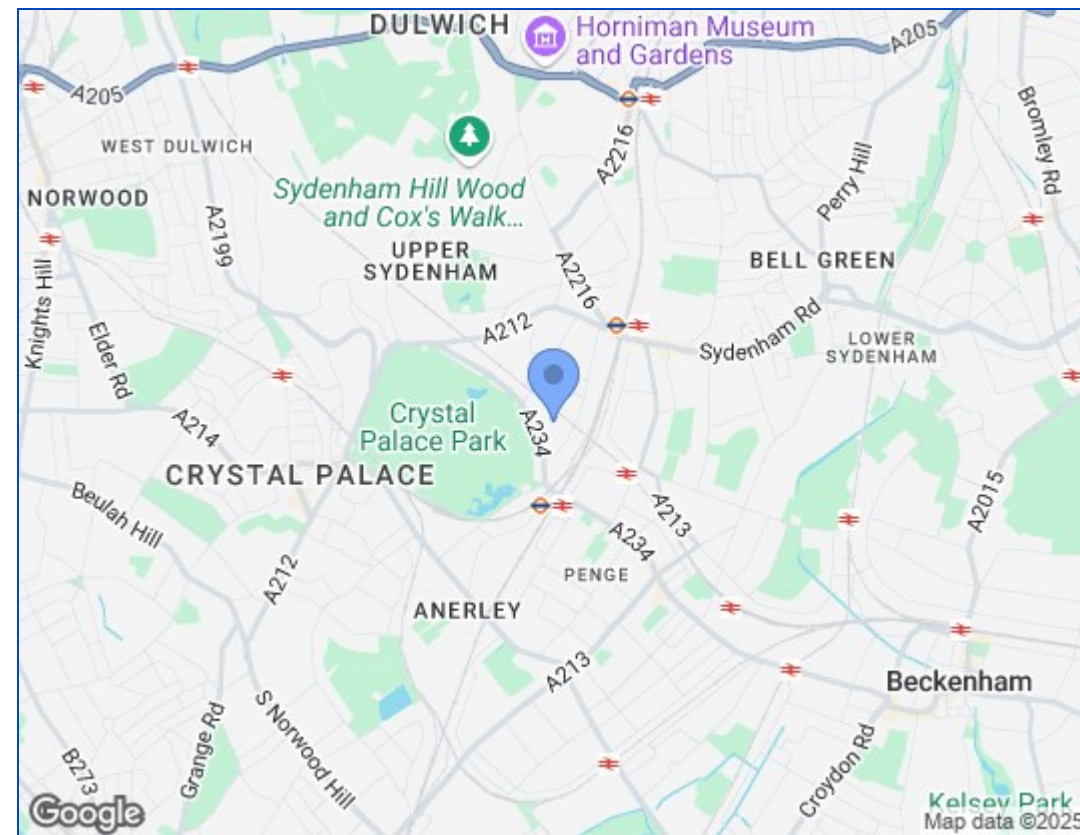 DULWICH
Horniman Museum
and Gardens
A205
A205
A2216
Bromley Rd
WEST DULWICH
Perry Hill
NORWOOD
Sydenham Hill Wood
and Cox's Walk...
A2199
UPPER
SYDENHAM
A2216
BELL GREEN
Knights Hill
A212
Sydenham Rd
LOWER
SYDENHAM
Elder Rd
Crystal
Palace Park
A234
A214
CRYSTAL PALACE
Beulah Hill
A213
A2015
A234
A212
PENGE
ANERLEY
A213
Beckenham
S Norwood Hill
Grange Rd
Croydon Rd
B273
Google
Kelsey Park
Map data ©2025